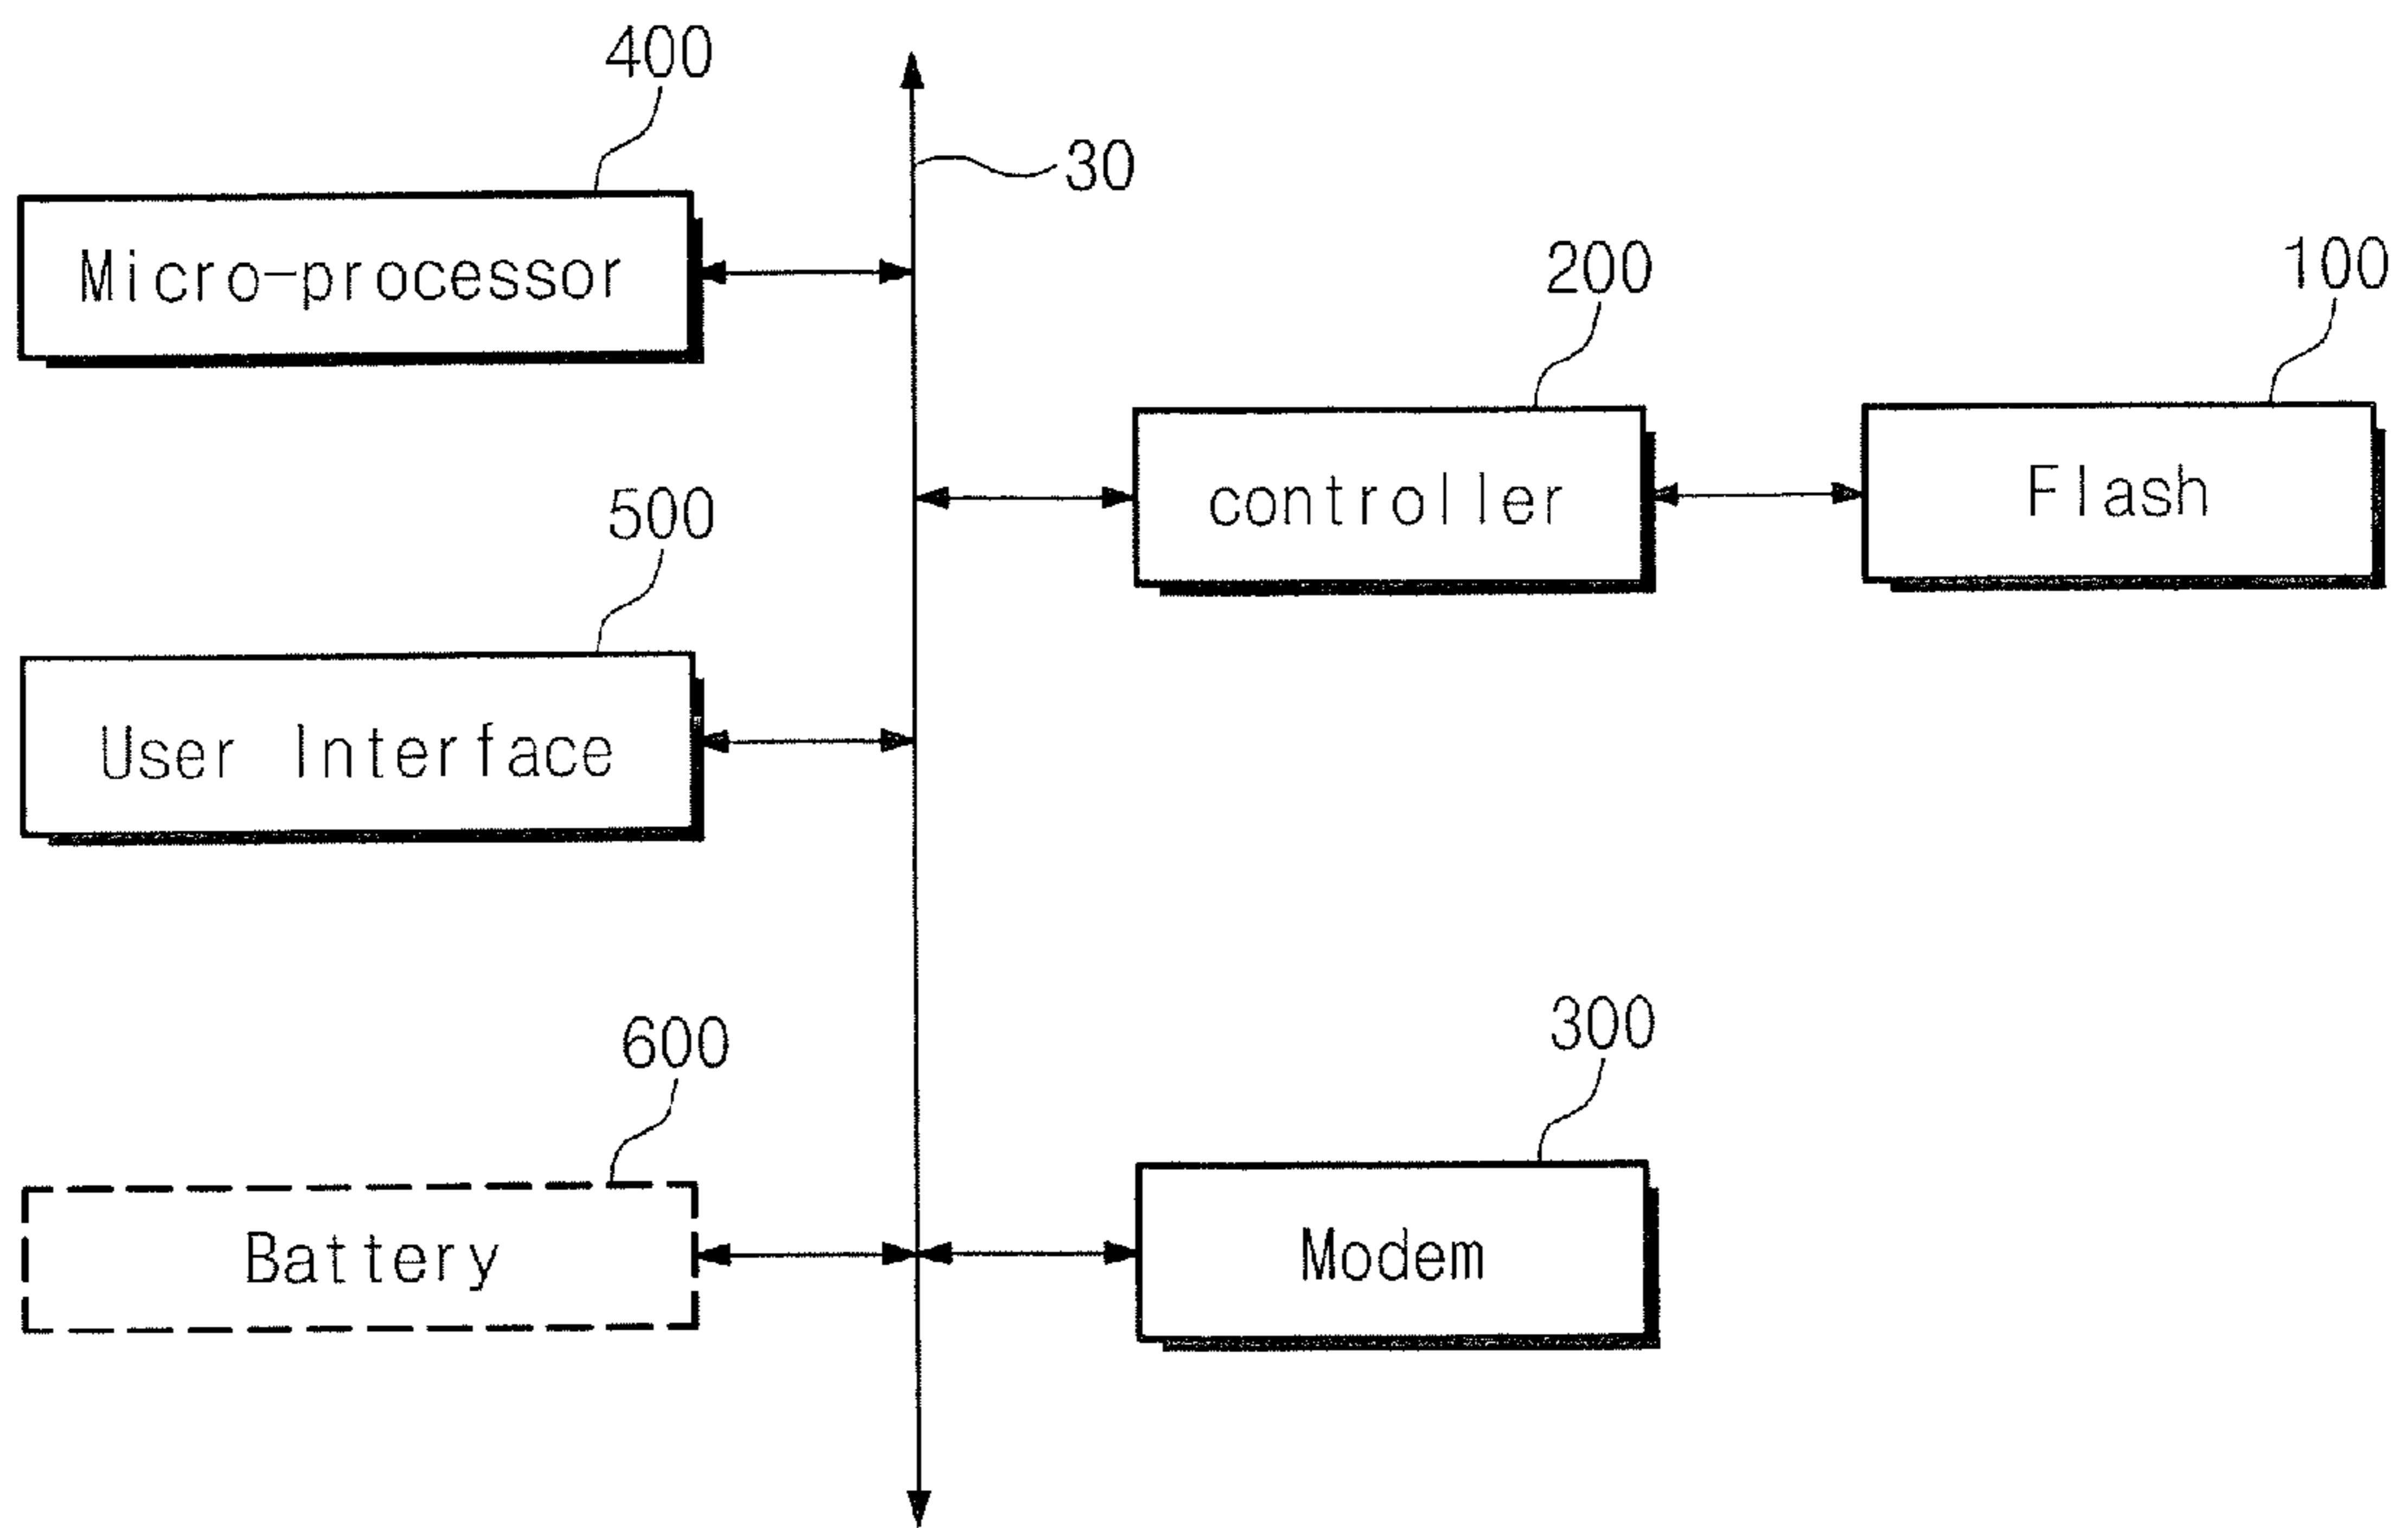 400
30
Micro-processor
200
100
controller
Flash
500
User Interface
600
300
Battery
Modem